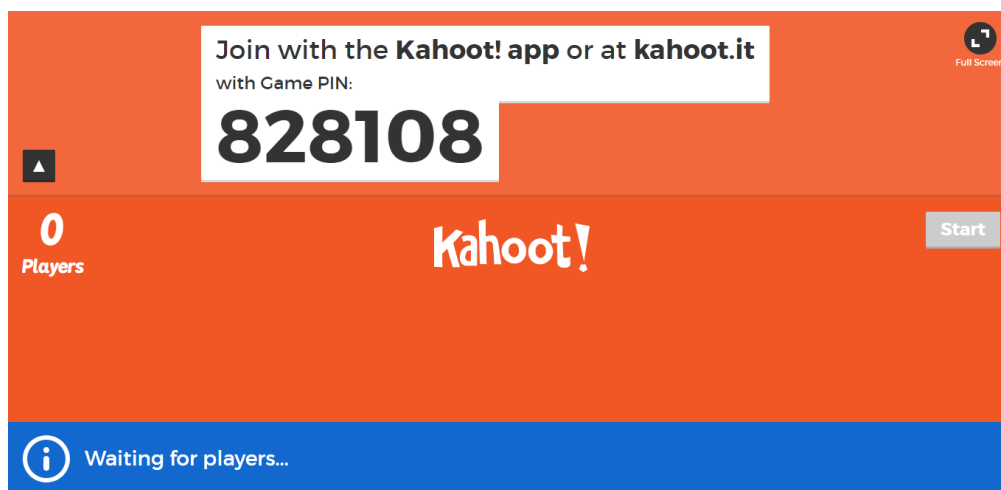 Join with the Kahoot! app or at kahoot.it
Full Screen
with Game PIN:
828108
0
Players
Kahoot!
Start
Waiting for players...